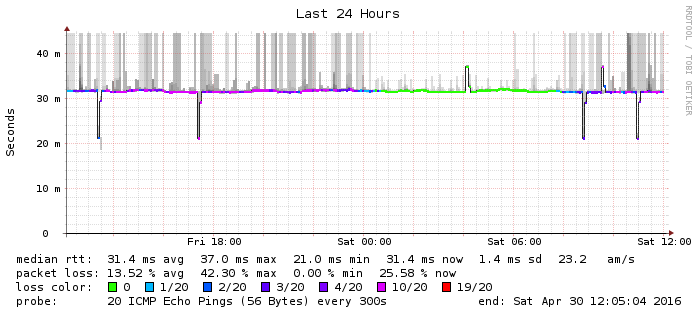 Last 24 Hours
RRDTOOL / TOBI OETIKER
Seconds
40 m
30 m
20 m
10 m
0
Fri 18:00 Sat 00:00 Sat 06:00 Sat 12:00
median rtt: 31.4 ms avg 37.0 ms max 21.0 ms min 31.4 ms now 1.4 ms sd 23.2 am/s
packet loss: 13.52 % avg 42.30 % max 0.00 % min 25.58 % now
loss color: 0 1/20 2/20 3/20 4/20 10/20 19/20
probe: 20 ICMP Echo Pings (56 Bytes) every 300s end: Sat Apr 30 12:05:04 2016